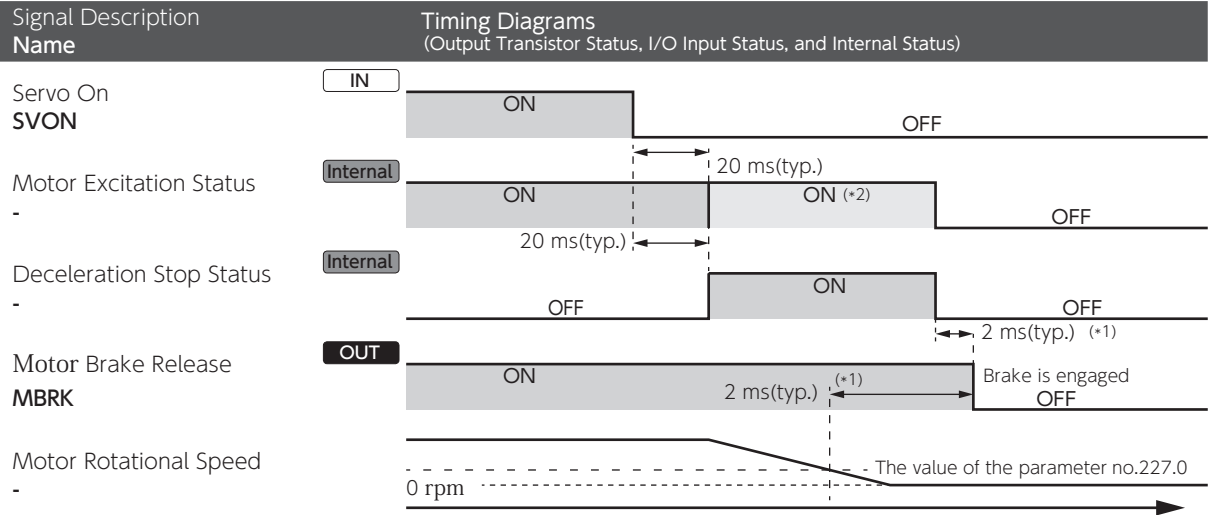 Signal Description
Name
Timing Diagrams
(Output Transistor Status, I/O Input Status, and Internal Status)
Servo On
SVON
IN
ON
OFF
20 ms(typ.)
Motor Excitation Status
-
Internal
ON
ON (*2)
OFF
20 ms(typ.)
Deceleration Stop Status
-
Internal
OFF
ON
OFF
2 ms(typ.) (*1)
Motor Brake Release
MBRK
OUT
ON
2 ms(typ.) (*1)
Brake is engaged
OFF
Motor Rotational Speed
-
The value of the parameter no.227.0
0 rpm